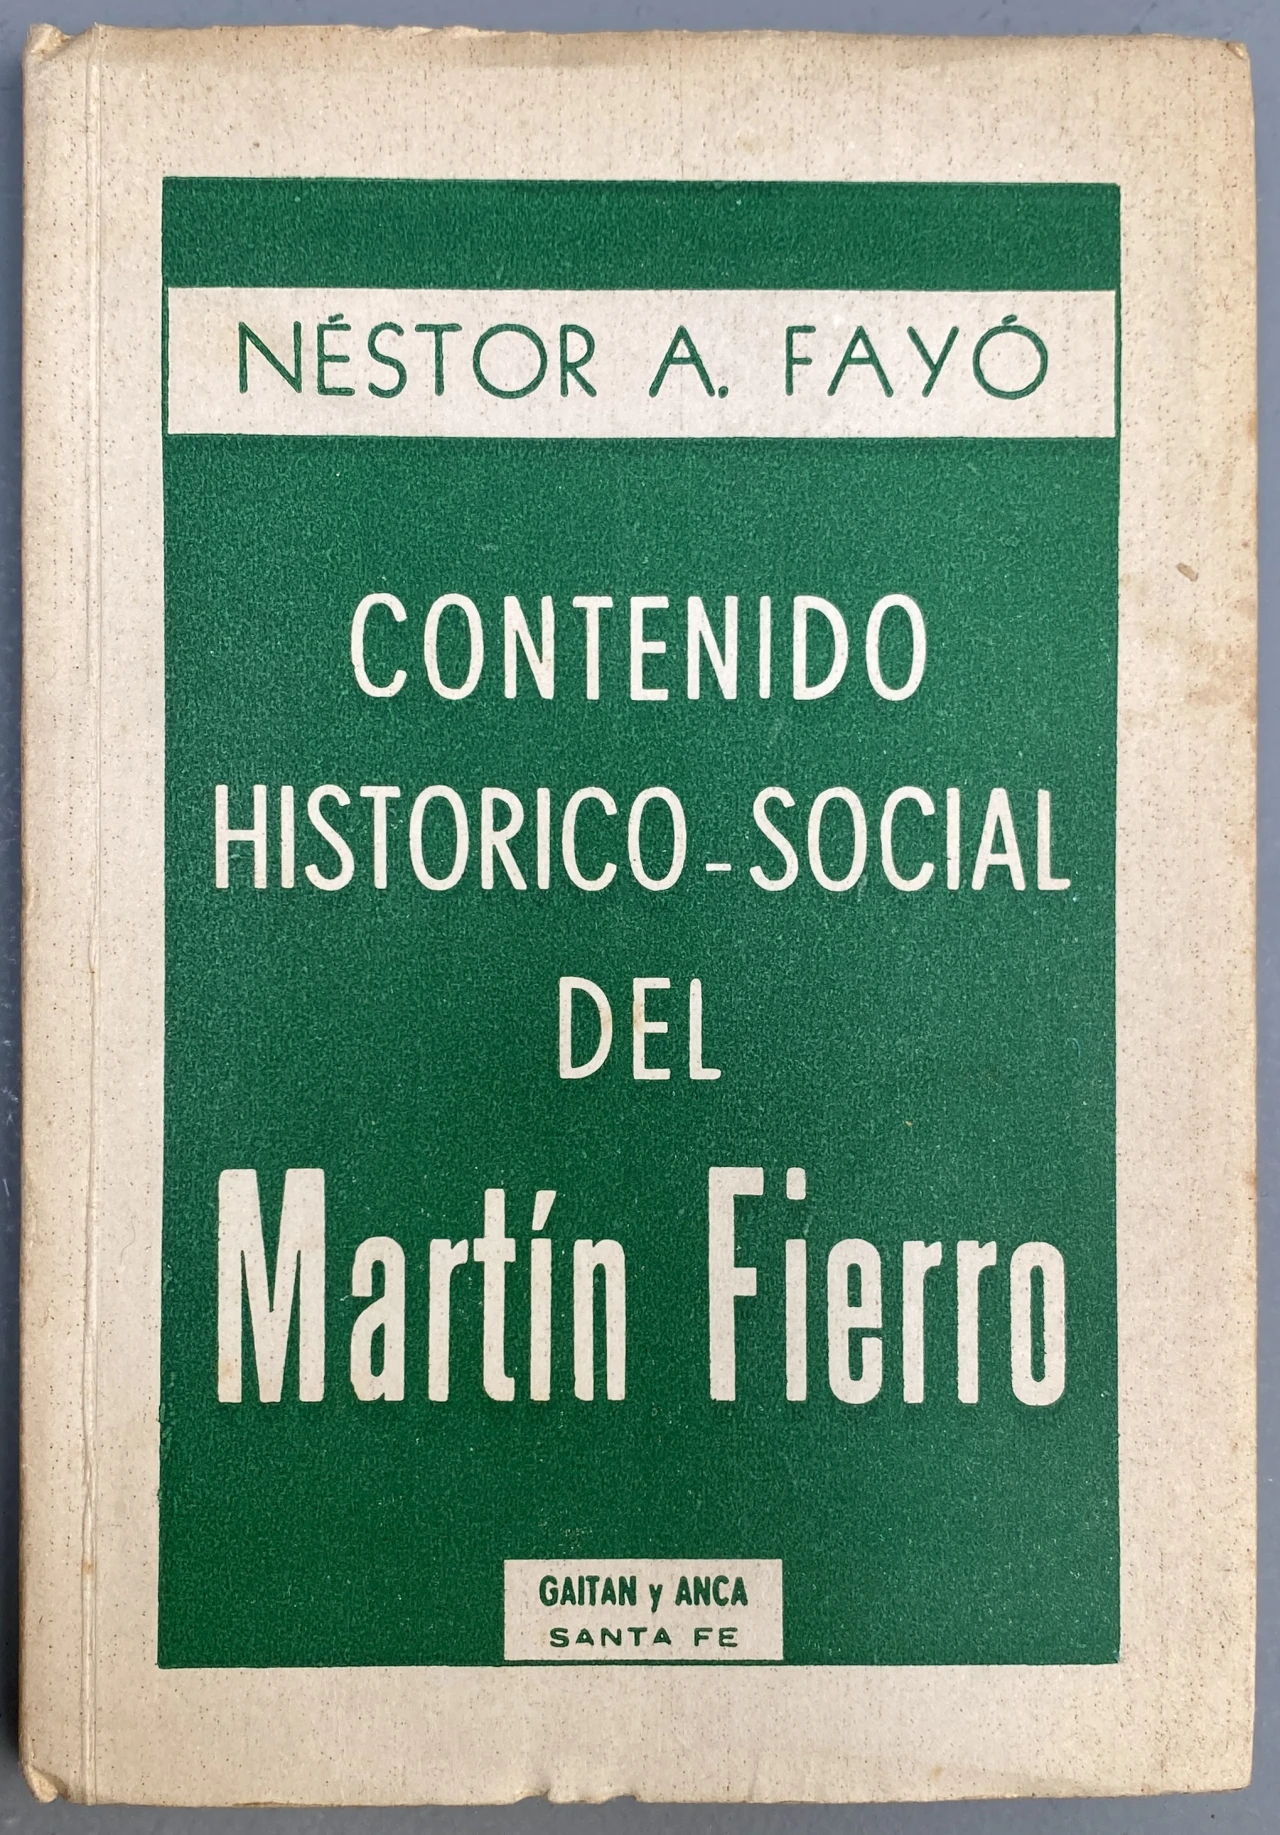 NÉSTOR A. FAYÓ
CONTENIDO
HISTORICO-SOCIAL
DEL
Martín Fierro
GAITAN y ANCA
SANTA FE